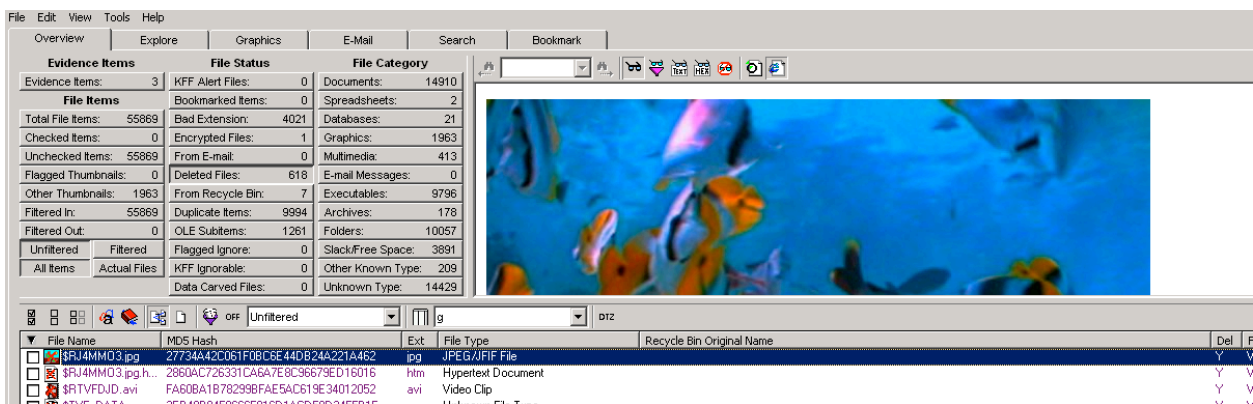 File Edit View Tools Help
Overview Explore Graphics E-Mail Search Bookmark
Evidence Items File Status File Category
Evidence Items: 3 KFF Alert Files: 0 Documents: 14910
File Items Bookmarked Items: 0 Spreadsheets: 2
Total File Items: 55869 Bad Extension: 4021 Databases: 21
Checked Items: 0 Encrypted Files: 1 Graphics: 1963
Unchecked Items: 55869 From E-mail: 0 Multimedia: 413
Flagged Thumbnails: 0 Deleted Files: 618 E-mail Messages: 0
Other Thumbnails: 1963 From Recycle Bin: 7 Executables: 9796
Filtered In: 55869 Duplicate Items: 9994 Archives: 178
Filtered Out: 0 OLE Subitems: 1261 Folders: 10057
Unfiltered Filtered Flagged Ignore: 0 Slack/Free Space: 3891
All Items Actual Files KFF Ignorable: 0 Other Known Type: 209
Data Carved Files: 0 Unknown Type: 14429
TEXT HEX
OFF Unfiltered g DTZ
File Name MD5 Hash Ext File Type Recycle Bin Original Name Del
$RJ4MMO3.jpg 27734A42C061F0BC6E44DB24A221A462 jpg JPEG/JFIF File Y
$RJ4MMO3.jpg.h... 2860AC726331CA6A7E8C96679ED16016 htm Hypertext Document Y
$RTVFDJD.avi FA60BA1B78299BFAE5AC619E34012052 avi Video Clip Y